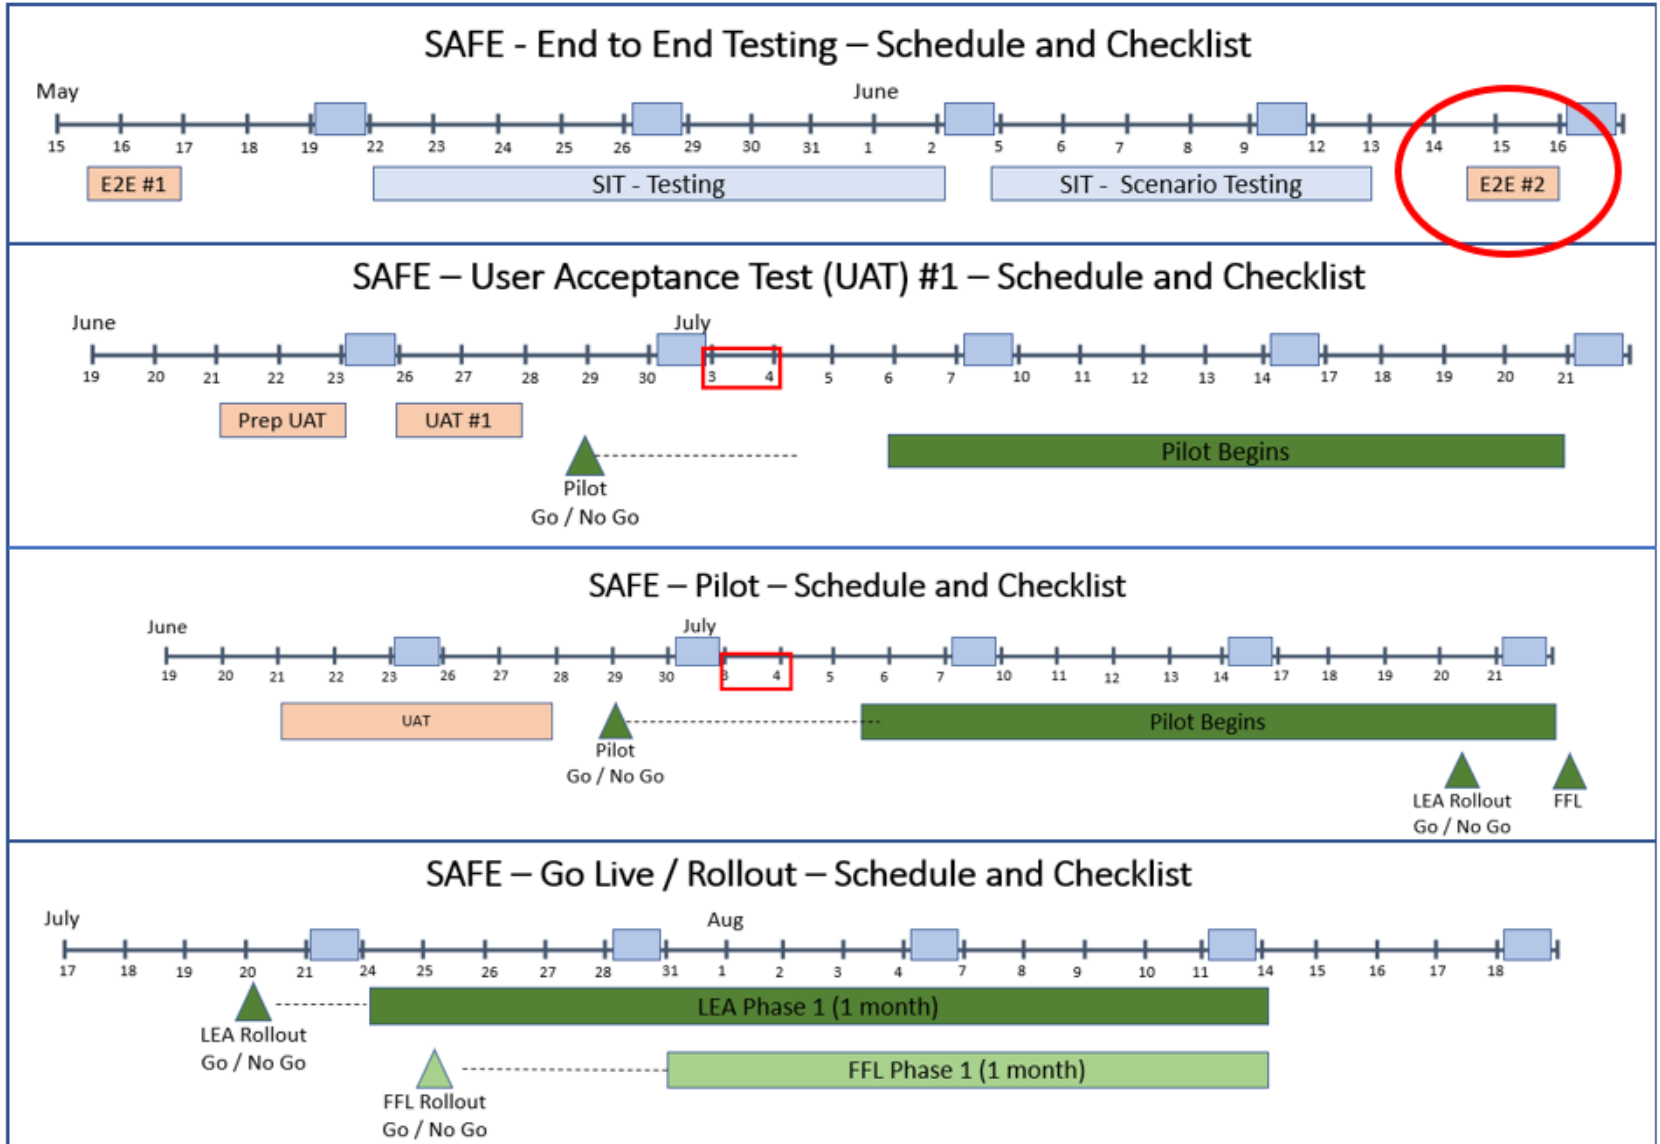 SAFE - End to End Testing – Schedule and Checklist
May June
15 16 17 18 19 22 23 24 25 26 29 30 31 1 2 5 6 7 8 9 12 13 14 15 16
E2E #1 SIT - Testing SIT - Scenario Testing E2E #2
SAFE – User Acceptance Test (UAT) #1 – Schedule and Checklist
June July
19 20 21 22 23 26 27 28 29 30 3 4 5 6 7 10 11 12 13 14 17 18 19 20 21
Prep UAT UAT #1
Pilot Begins
Pilot
Go / No Go
SAFE – Pilot – Schedule and Checklist
June July
19 20 21 22 23 26 27 28 29 30 3 4 5 6 7 10 11 12 13 14 17 18 19 20 21
UAT Pilot Begins
Pilot
Go / No Go
LEA Rollout FFL
Go / No Go
SAFE – Go Live / Rollout – Schedule and Checklist
July Aug
17 18 19 20 21 24 25 26 27 28 31 1 2 3 4 7 8 9 10 11 14 15 16 17 18
LEA Phase 1 (1 month)
LEA Rollout
Go / No Go
FFL Phase 1 (1 month)
FFL Rollout
Go / No Go